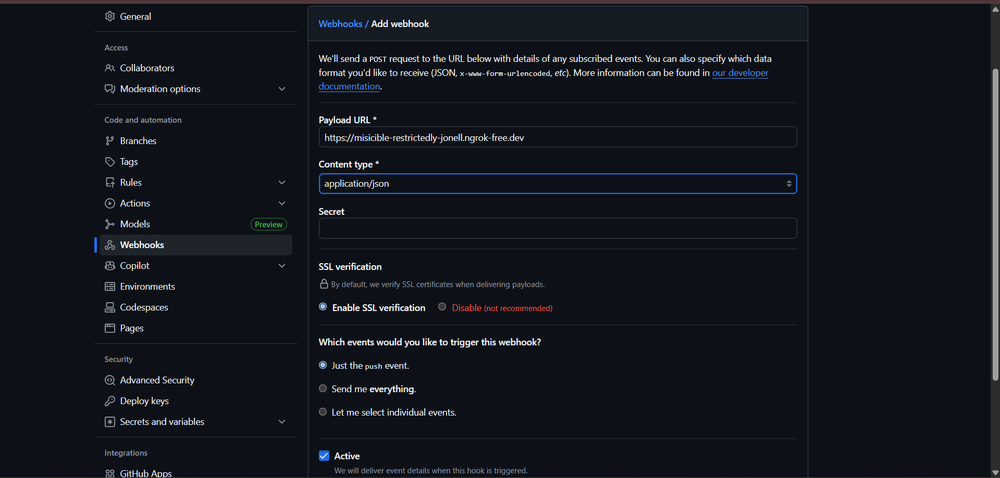 General
Access
Collaborators
Moderation options
Code and automation
Branches
Tags
Rules
Actions
Models
Preview
Webhooks
Copilot
Environments
Codespaces
Pages
Security
Advanced Security
Deploy keys
Secrets and variables
Integrations
GitHub Apps
Webhooks / Add webhook
We'll send a POST request to the URL below with details of any subscribed events. You can also specify which data
format you'd like to receive (JSON, x-www-form-urlencoded, etc). More information can be found in our developer
documentation.
Payload URL *
https://misicible-restrictedly-jonell.ngrok-free.dev
Content type *
application/json
Secret
SSL verification
By default, we verify SSL certificates when delivering payloads.
Enable SSL verification Disable (not recommended)
Which events would you like to trigger this webhook?
Just the push event.
Send me everything.
Let me select individual events.
Active
We will deliver event details when this hook is triggered.